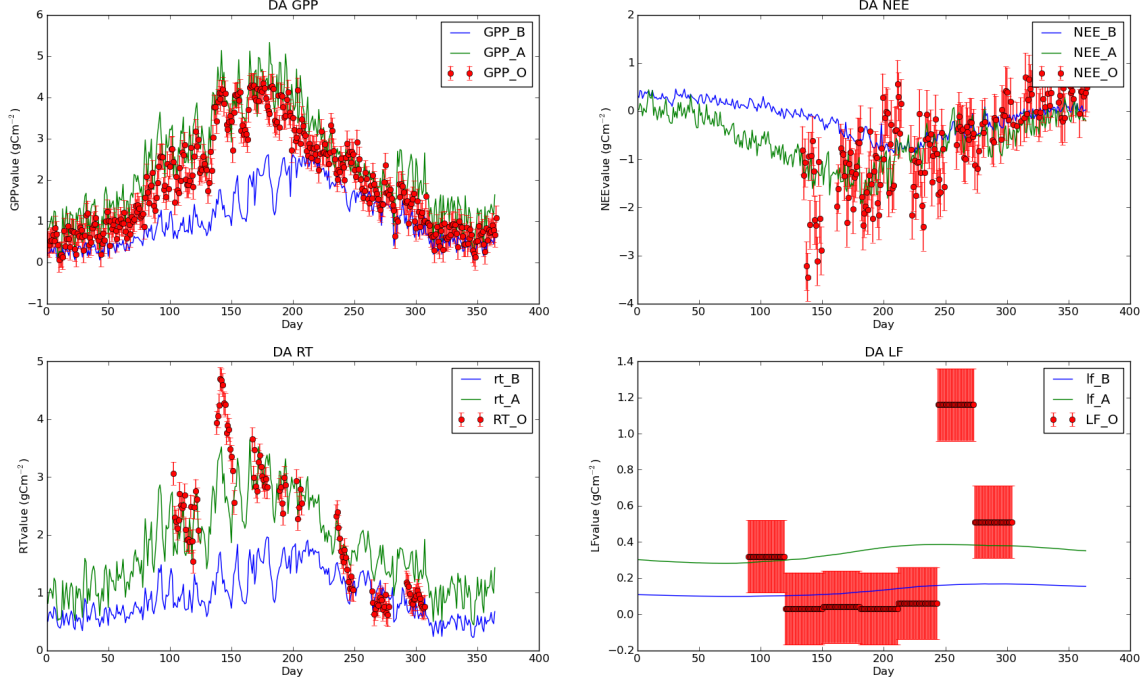 DA GPP
6
5
4
3
2
1
0
−1
GPPvalue (gCm⁻²)
GPP_B
GPP_A
GPP_O
0 50 100 150 200 250 300 350 400
Day
DA NEE
2
1
0
−1
−2
−3
−4
NEEvalue (gCm⁻²)
NEE_B
NEE_A
NEE_O
0 50 100 150 200 250 300 350 400
Day
DA RT
5
4
3
2
1
0
RTvalue (gCm⁻²)
rt_B
rt_A
RT_O
0 50 100 150 200 250 300 350 400
Day
DA LF
1.4
1.2
1.0
0.8
0.6
0.4
0.2
0.0
−0.2
LFvalue (gCm⁻²)
lf_B
lf_A
LF_O
0 50 100 150 200 250 300 350 400
Day